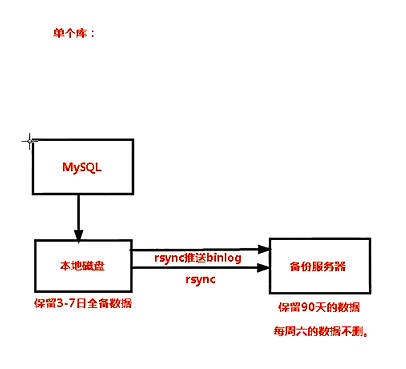 单个库：
MySQL
rsync推送binlog
本地磁盘
备份服务器
rsync
保留3-7日全备数据
保留90天的数据
每周六的数据不删。